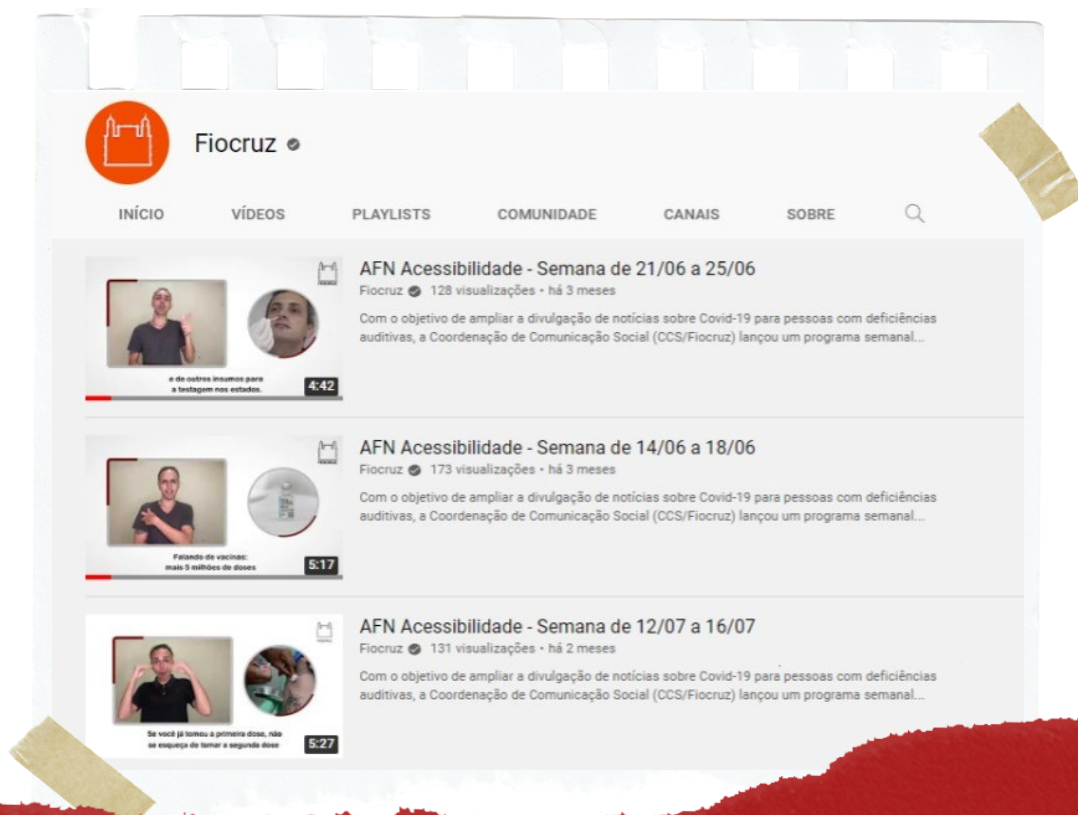 Fiocruz
INÍCIO VÍDEOS PLAYLISTS COMUNIDADE CANAIS SOBRE
AFN Acessibilidade - Semana de 21/06 a 25/06
Fiocruz 128 visualizações • há 3 meses
Com o objetivo de ampliar a divulgação de notícias sobre Covid-19 para pessoas com deficiências
auditivas, a Coordenação de Comunicação Social (CCS/Fiocruz) lançou um programa semanal...
e de outros insumos para
a testagem nos estados.
4:42
AFN Acessibilidade - Semana de 14/06 a 18/06
Fiocruz 173 visualizações • há 3 meses
Com o objetivo de ampliar a divulgação de notícias sobre Covid-19 para pessoas com deficiências
auditivas, a Coordenação de Comunicação Social (CCS/Fiocruz) lançou um programa semanal...
Falando de vacinas:
mais 5 milhões de doses
5:17
AFN Acessibilidade - Semana de 12/07 a 16/07
Fiocruz 131 visualizações • há 2 meses
Com o objetivo de ampliar a divulgação de notícias sobre Covid-19 para pessoas com deficiências
auditivas, a Coordenação de Comunicação Social (CCS/Fiocruz) lançou um programa semanal...
Se você já tomou a primeira dose, não
se esqueça de tomar a segunda dose
5:27